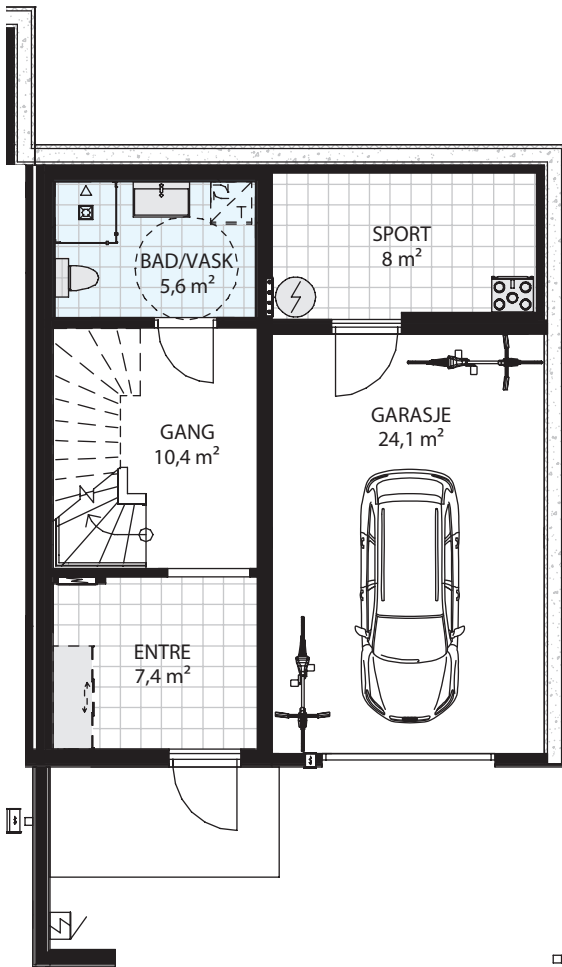 BAD/VASK
5,6 m²
T
SPORT
8 m²
GANG
10,4 m²
GARASJE
24,1 m²
ENTRE
7,4 m²